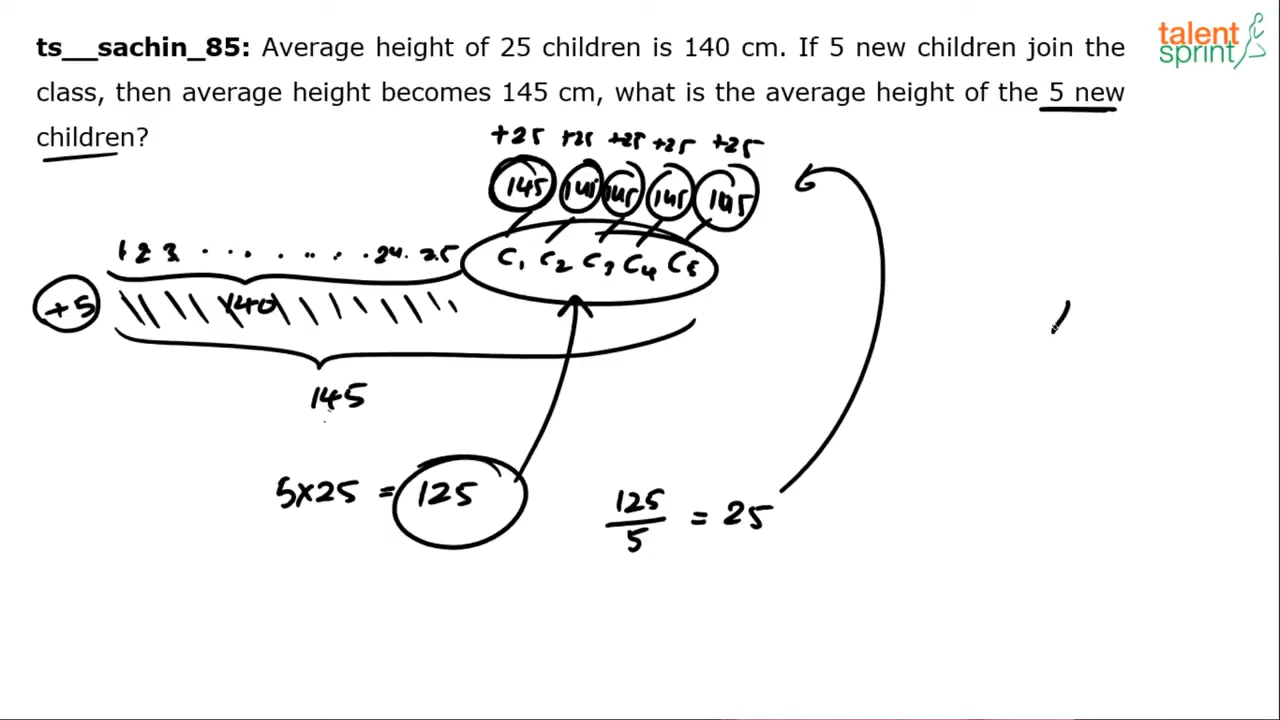 ts__sachin_85: Average height of 25 children is 140 cm. If 5 new children join the
class, then average height becomes 145 cm, what is the average height of the 5 new
children?
talent
sprint
+25 +25 +25 +25 +25
145 145 145 145 145
1 2 3 . . . . .. . . 24. 25
C1 C2 C3 C4 C5
+5
140
145
5×25 = 125
125/5 = 25